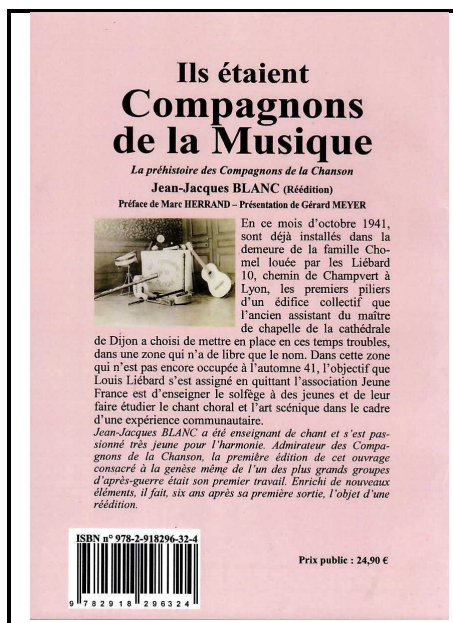 Ils étaient
Compagnons
de la Musique
La préhistoire des Compagnons de la Chanson
Jean-Jacques BLANC (Réédition)
Préface de Marc HERRAND – Présentation de Gérard MEYER
En ce mois d'octobre 1941,
sont déjà installés dans la
demeure de la famille Cho-
mel louée par les Liébard
10, chemin de Champvert à
Lyon, les premiers piliers
d'un édifice collectif que
l'ancien assistant du maître
de chapelle de la cathédrale
de Dijon a choisi de mettre en place en ces temps troubles,
dans une zone qui n'a de libre que le nom. Dans cette zone
qui n'est pas encore occupée à l'automne 41, l'objectif que
Louis Liébard s'est assigné en quittant l'association Jeune
France est d'enseigner le solfège à des jeunes et de leur
faire étudier le chant choral et l'art scénique dans le cadre
d'une expérience communautaire.
Jean-Jacques BLANC a été enseignant de chant et s'est pas-
sionné très jeune pour l'harmonie. Admirateur des Compa-
gnons de la Chanson, la première édition de cet ouvrage
consacré à la genèse même de l'un des plus grands groupes
d'après-guerre était son premier travail. Enrichi de nouveaux
éléments, il fait, six ans après sa première sortie, l'objet d'une
réédition.
ISBN n° 978-2-918296-32-4
Prix public : 24,90 €
9 782918 296324